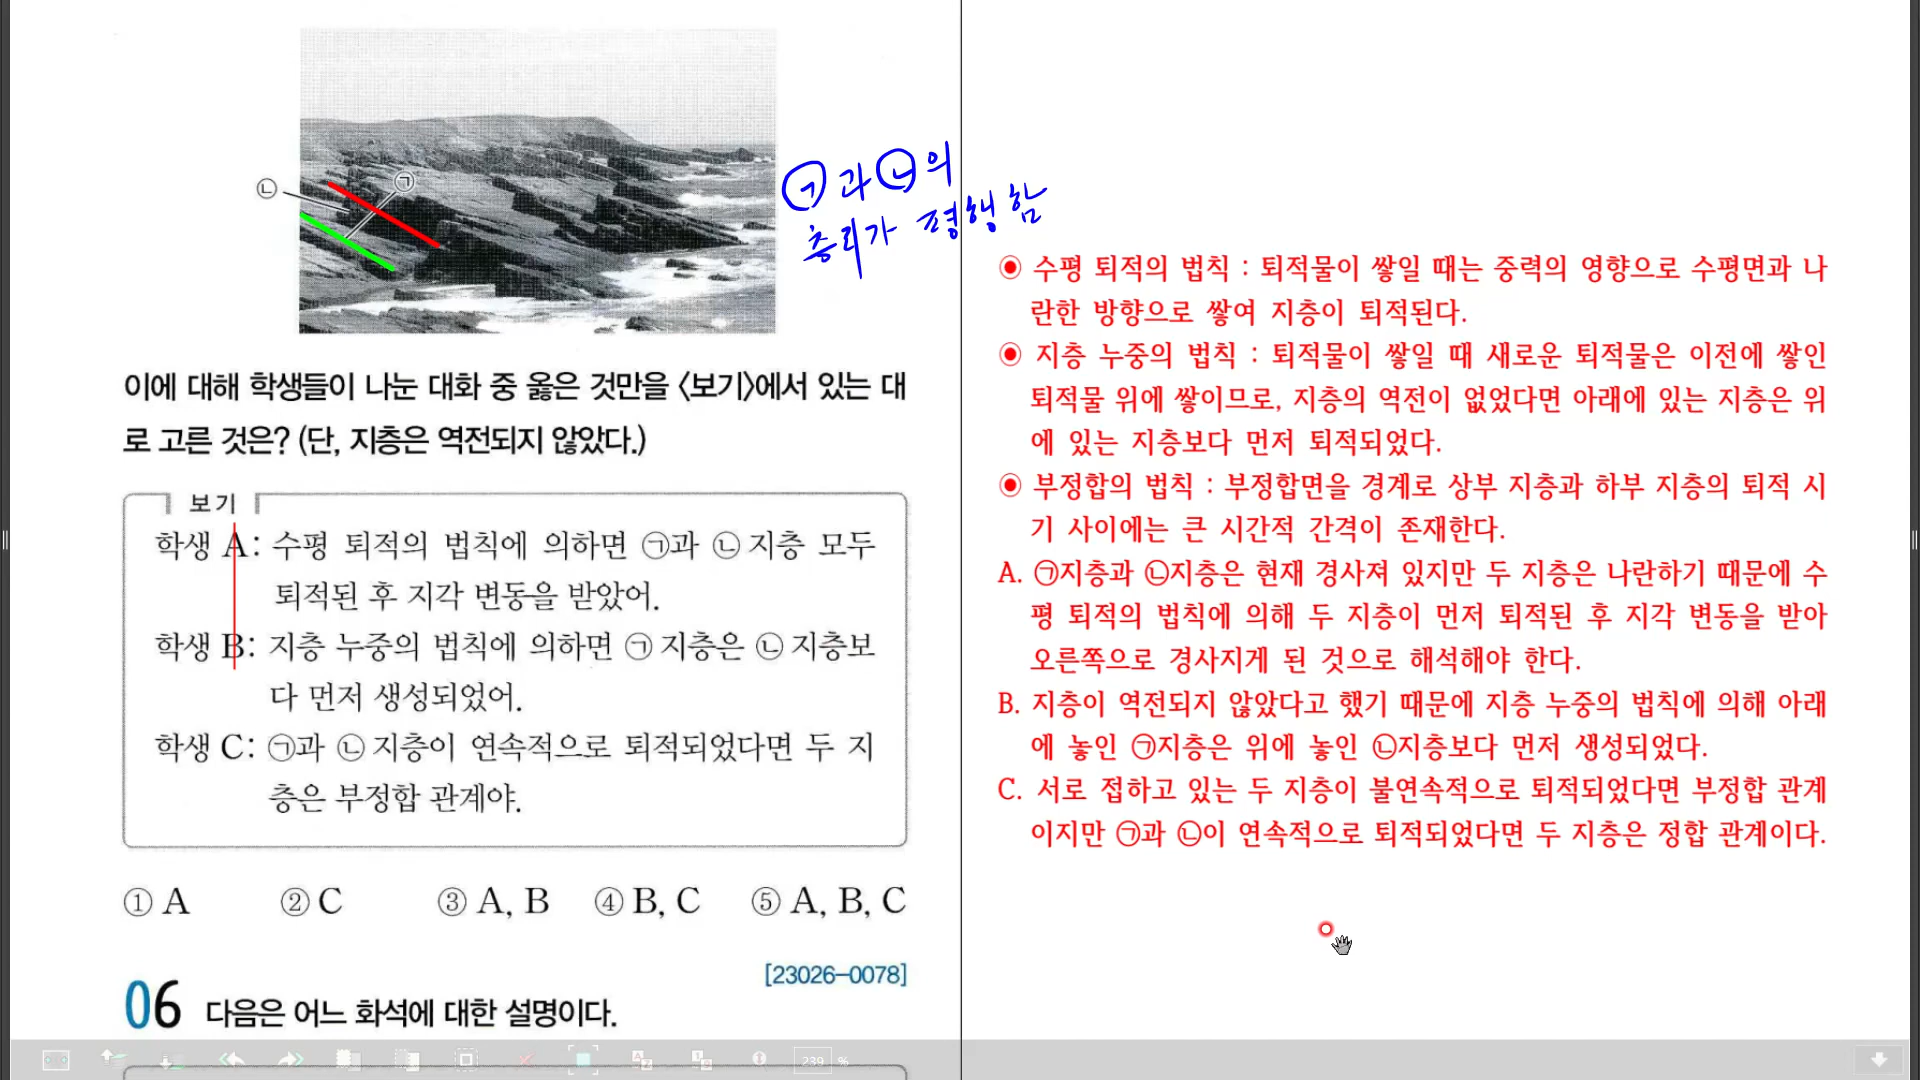 ㉡
㉠
㉠과 ㉡의
층리가 평행함
이에 대해 학생들이 나눈 대화 중 옳은 것만을 〈보기〉에서 있는 대
로 고른 것은? (단, 지층은 역전되지 않았다.)
보기
학생 A: 수평 퇴적의 법칙에 의하면 ㉠과 ㉡ 지층 모두
퇴적된 후 지각 변동을 받았어.
학생 B: 지층 누중의 법칙에 의하면 ㉠ 지층은 ㉡ 지층보
다 먼저 생성되었어.
학생 C: ㉠과 ㉡ 지층이 연속적으로 퇴적되었다면 두 지
층은 부정합 관계야.
① A ② C ③ A, B ④ B, C ⑤ A, B, C
[23026-0078]
06 다음은 어느 화석에 대한 설명이다.
◉ 수평 퇴적의 법칙 : 퇴적물이 쌓일 때는 중력의 영향으로 수평면과 나
란한 방향으로 쌓여 지층이 퇴적된다.
◉ 지층 누중의 법칙 : 퇴적물이 쌓일 때 새로운 퇴적물은 이전에 쌓인
퇴적물 위에 쌓이므로, 지층의 역전이 없었다면 아래에 있는 지층은 위
에 있는 지층보다 먼저 퇴적되었다.
◉ 부정합의 법칙 : 부정합면을 경계로 상부 지층과 하부 지층의 퇴적 시
기 사이에는 큰 시간적 간격이 존재한다.
A. ㉠지층과 ㉡지층은 현재 경사져 있지만 두 지층은 나란하기 때문에 수
평 퇴적의 법칙에 의해 두 지층이 먼저 퇴적된 후 지각 변동을 받아
오른쪽으로 경사지게 된 것으로 해석해야 한다.
B. 지층이 역전되지 않았다고 했기 때문에 지층 누중의 법칙에 의해 아래
에 놓인 ㉠지층은 위에 놓인 ㉡지층보다 먼저 생성되었다.
C. 서로 접하고 있는 두 지층이 불연속적으로 퇴적되었다면 부정합 관계
이지만 ㉠과 ㉡이 연속적으로 퇴적되었다면 두 지층은 정합 관계이다.
239 %